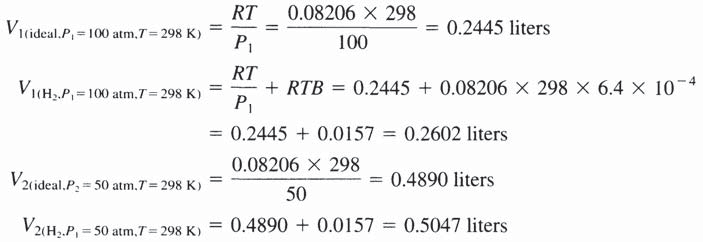 V₁(ideal,P₁ = 100 atm,T = 298 K) = RT/P₁ = 0.08206 × 298/100 = 0.2445 liters
V₁(H₂,P₁ = 100 atm,T = 298 K) = RT/P₁ + RTB = 0.2445 + 0.08206 × 298 × 6.4 × 10⁻⁴
= 0.2445 + 0.0157 = 0.2602 liters
V₂(ideal,P₂ = 50 atm,T = 298 K) = 0.08206 × 298/50 = 0.4890 liters
V₂(H₂,P₁ = 50 atm,T = 298 K) = 0.4890 + 0.0157 = 0.5047 liters